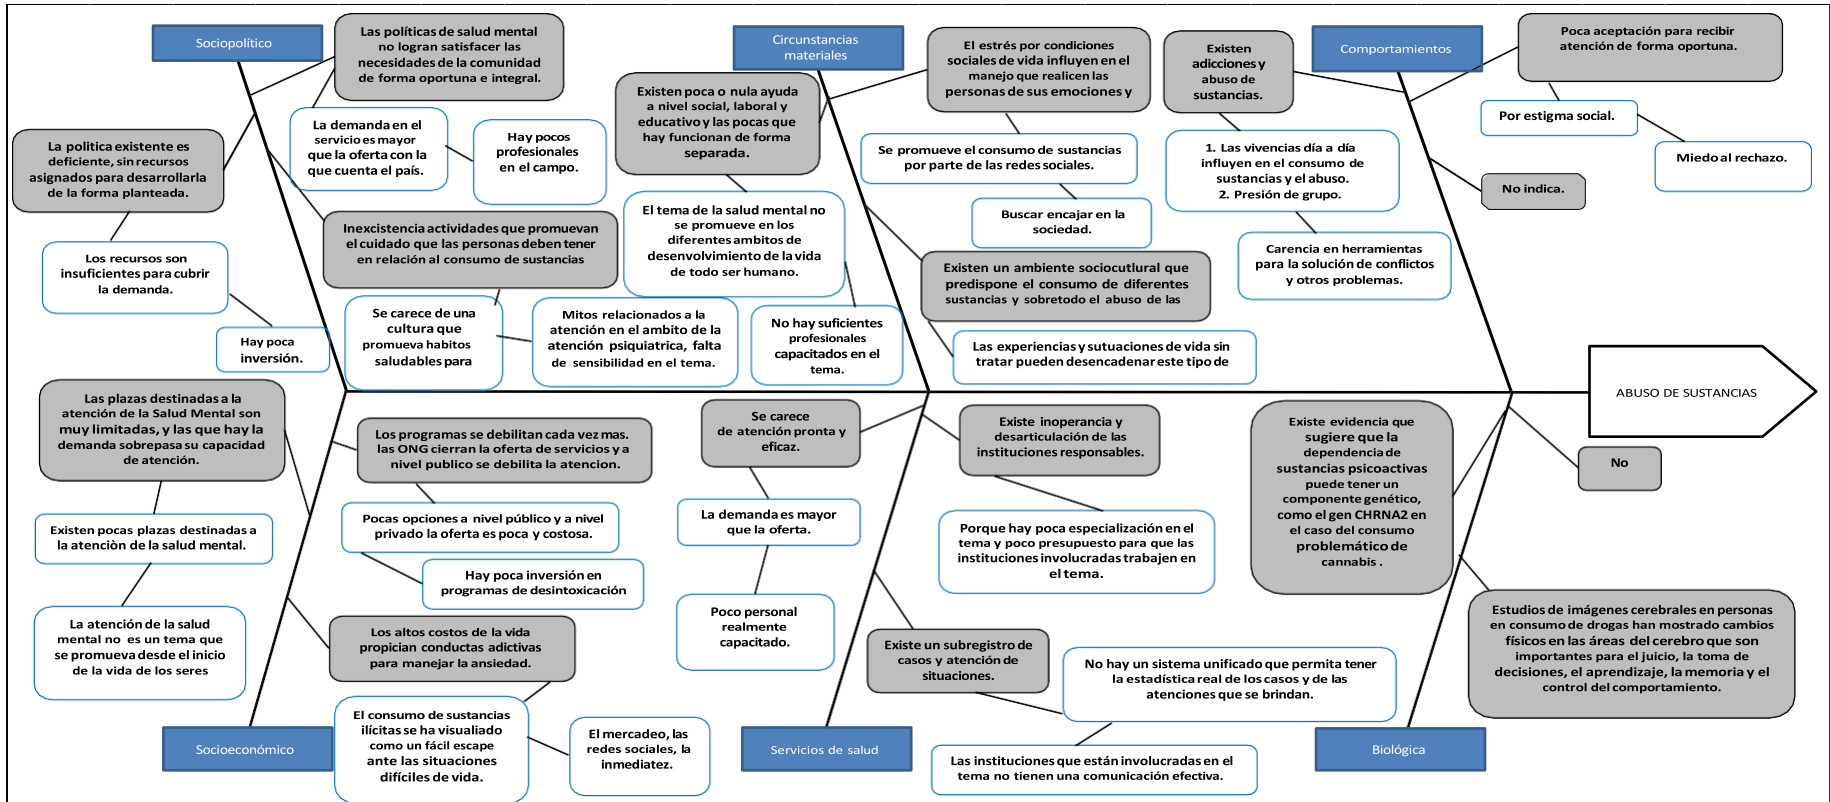 Sociopolítico
Las políticas de salud mental
no logran satisfacer las
necesidades de la comunidad
de forma oportuna e integral.
La demanda en el
servicio es mayor
que la oferta con la
que cuenta el país.
Hay pocos
profesionales
en el campo.
La politica existente es
deficiente, sin recursos
asignados para desarrollarla
de la forma planteada.
Los recursos son
insuficientes para cubrir
la demanda.
Hay poca
inversión.
Inexcistencia actividades que promuevan
el cuidado que las personas deben tener
en relación al consumo de sustancias
Se carece de una
cultura que
promueva habitos
saludables para
Mitos relacionados a la
atención en el ambito de la
atención psiquiatrica, falta
de sensibilidad en el tema.
Circunstancias
materiales
Existen poca o nula ayuda
a nivel social, laboral y
educativo y las pocas que
hay funcionan de forma
separada.
El tema de la salud mental no
se promueve en los
diferentes ambitos de
desenvolvimiento de la vida
de todo ser humano.
No hay suficientes
profesionales
capacitados en el
tema.
El estrés por condiciones
sociales de vida influyen en el
manejo que realicen las
personas de sus emociones y
Se promueve el consumo de sustancias
por parte de las redes sociales.
Buscar encajar en la
sociedad.
Existen un ambiente sociocutlural que
predispone el consumo de diferentes
sustancias y sobretodo el abuso de las
Las experiencias y sutuaciones de vida sin
tratar pueden desencadenar este tipo de
Comportamientos
Existen
adicciones y
abuso de
sustancias.
1. Las vivencias día a día
influyen en el consumo de
sustancias y el abuso.
2. Presión de grupo.
Carencia en herramientas
para la solución de conflictos
y otros problemas.
Poca aceptación para recibir
atención de forma oportuna.
Por estigma social.
Miedo al rechazo.
No indica.
ABUSO DE SUSTANCIAS
Las plazas destinadas a la
atención de la Salud Mental son
muy limitadas, y las que hay la
demanda sobrepasa su capacidad
de atención.
Existen pocas plazas destinadas a
la atenciòn de la salud mental.
La atención de la salud
mental no es un tema que
se promueva desde el inicio
de la vida de los seres
Los programas se debilitan cada vez mas.
las ONG cierran la oferta de servicios y a
nivel publico se debilita la atencion.
Pocas opciones a nivel público y a nivel
privado la oferta es poca y costosa.
Hay poca inversión en
programas de desintoxicación
Los altos costos de la vida
propician conductas adictivas
para manejar la ansiedad.
El consumo de sustancias
ilícitas se ha visualiado
como un fácil escape
ante las situaciones
difíciles de vida.
El mercadeo, las
redes sociales, la
inmediatez.
Socioeconómico
Se carece
de atención pronta y
eficaz.
La demanda es mayor
que la oferta.
Poco personal
realmente
capacitado.
Existe inoperancia y
desarticulación de las
instituciones responsables.
Porque hay poca especialización en el
tema y poco presupuesto para que las
instituciones involucradas trabajen en
el tema.
Existe un subregistro de
casos y atención de
situaciones.
No hay un sistema unificado que permita tener
la estadística real de los casos y de las
atenciones que se brindan.
Las instituciones que están involucradas en el
tema no tienen una comunicación efectiva.
Servicios de salud
Existe evidencia que
sugiere que la
dependencia de
sustancias psicoactivas
puede tener un
componente genético,
como el gen CHRNA2 en
el caso del consumo
problemático de
cannabis .
No
Estudios de imágenes cerebrales en personas
en consumo de drogas han mostrado cambios
físicos en las áreas del cerebro que son
importantes para el juicio, la toma de
decisiones, el aprendizaje, la memoria y el
control del comportamiento.
Biológica